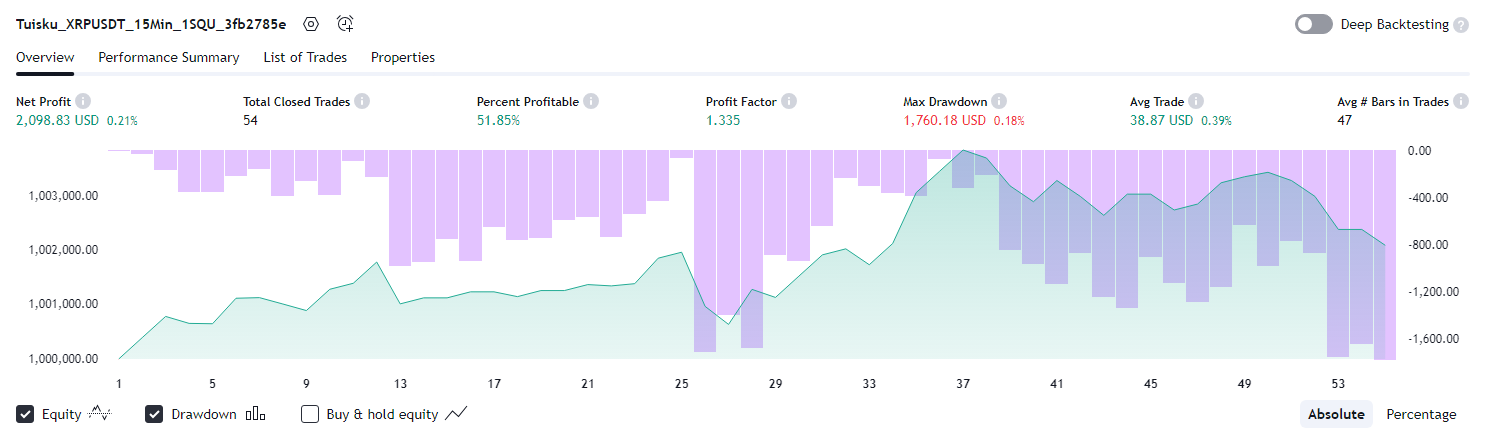 Tuisku_XRPUSDT_15Min_1SQU_3fb2785e Deep Backtesting ?
Overview Performance Summary List of Trades Properties
Net Profit i Total Closed Trades i Percent Profitable i Profit Factor i Max Drawdown i Avg Trade i Avg # Bars in Trades i
2,098.83 USD 0.21% 54 51.85% 1.335 1,760.18 USD 0.18% 38.87 USD 0.39% 47
0.00
1,003,000.00 -400.00
1,002,000.00 -800.00
1,001,000.00 -1,200.00
1,000,000.00 -1,600.00
1 5 9 13 17 21 25 29 33 37 41 45 49 53
Equity Drawdown Buy & hold equity Absolute Percentage